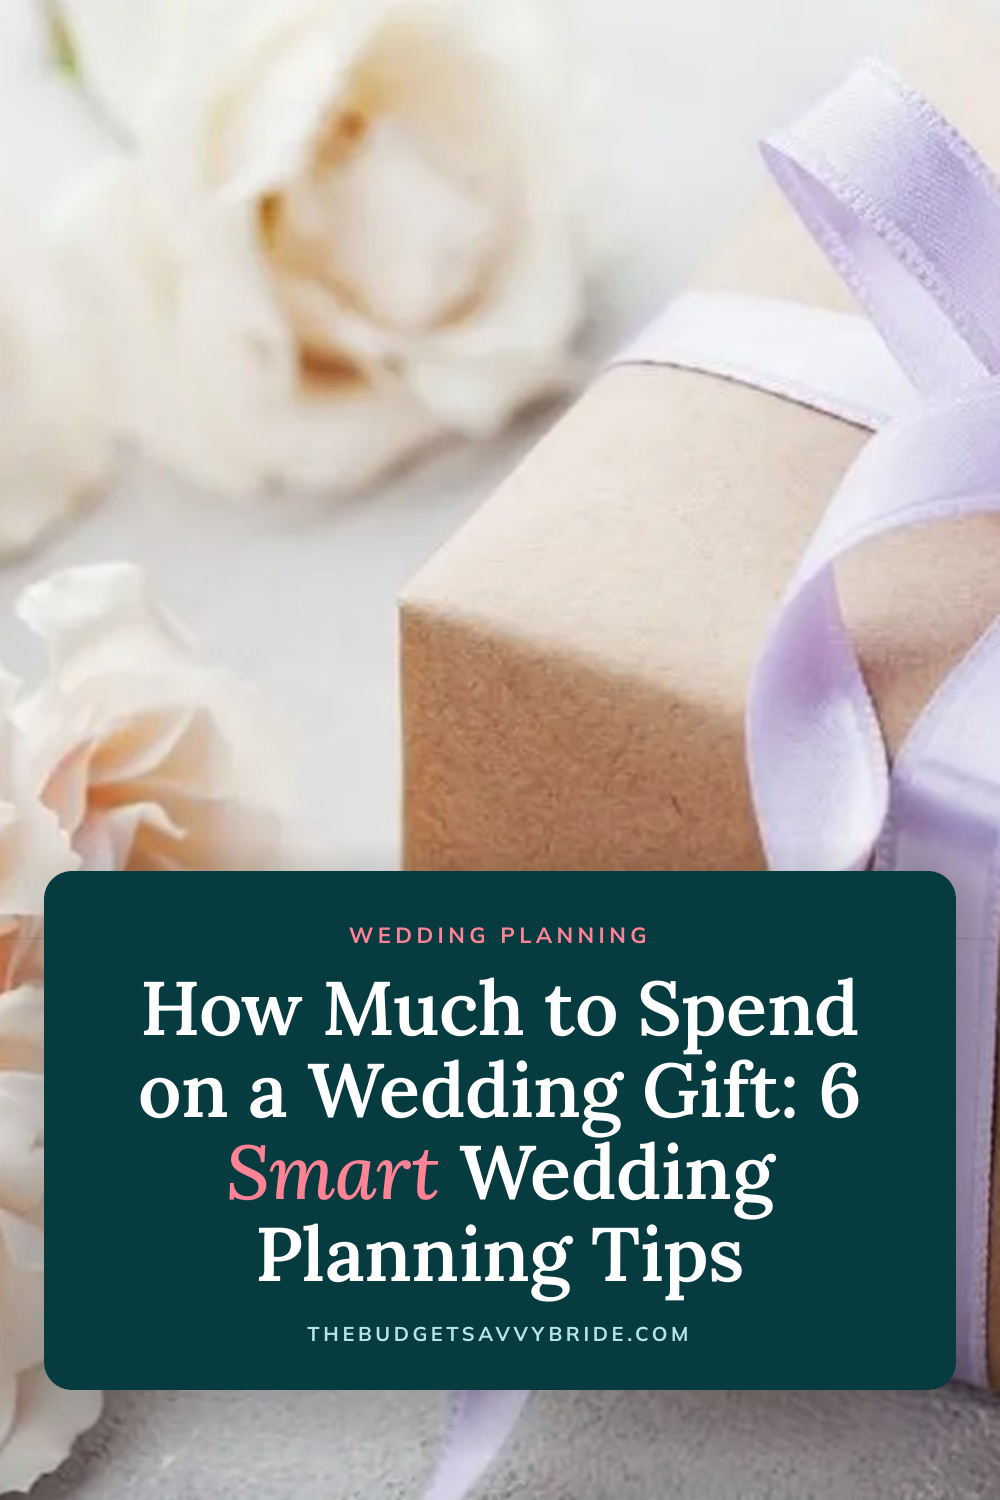 WEDDING PLANNING
How Much to Spend
on a Wedding Gift: 6
Smart Wedding
Planning Tips
THEBUDGETSAVVYBRIDE.COM